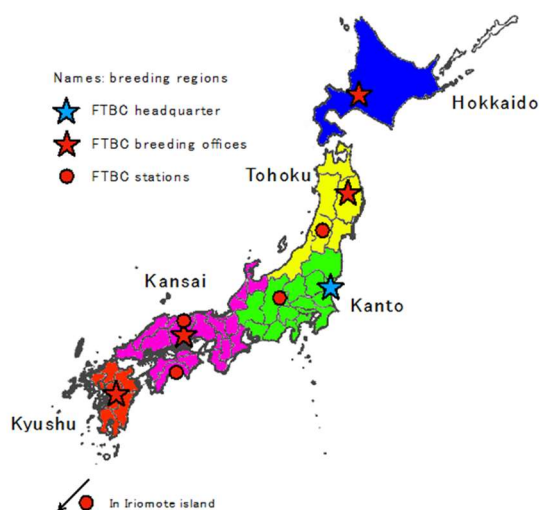 Names: breeding regions
FTBC headquarter
FTBC breeding offices
FTBC stations
Hokkaido
Tohoku
Kansai
Kanto
Kyushu
In Iriomote island